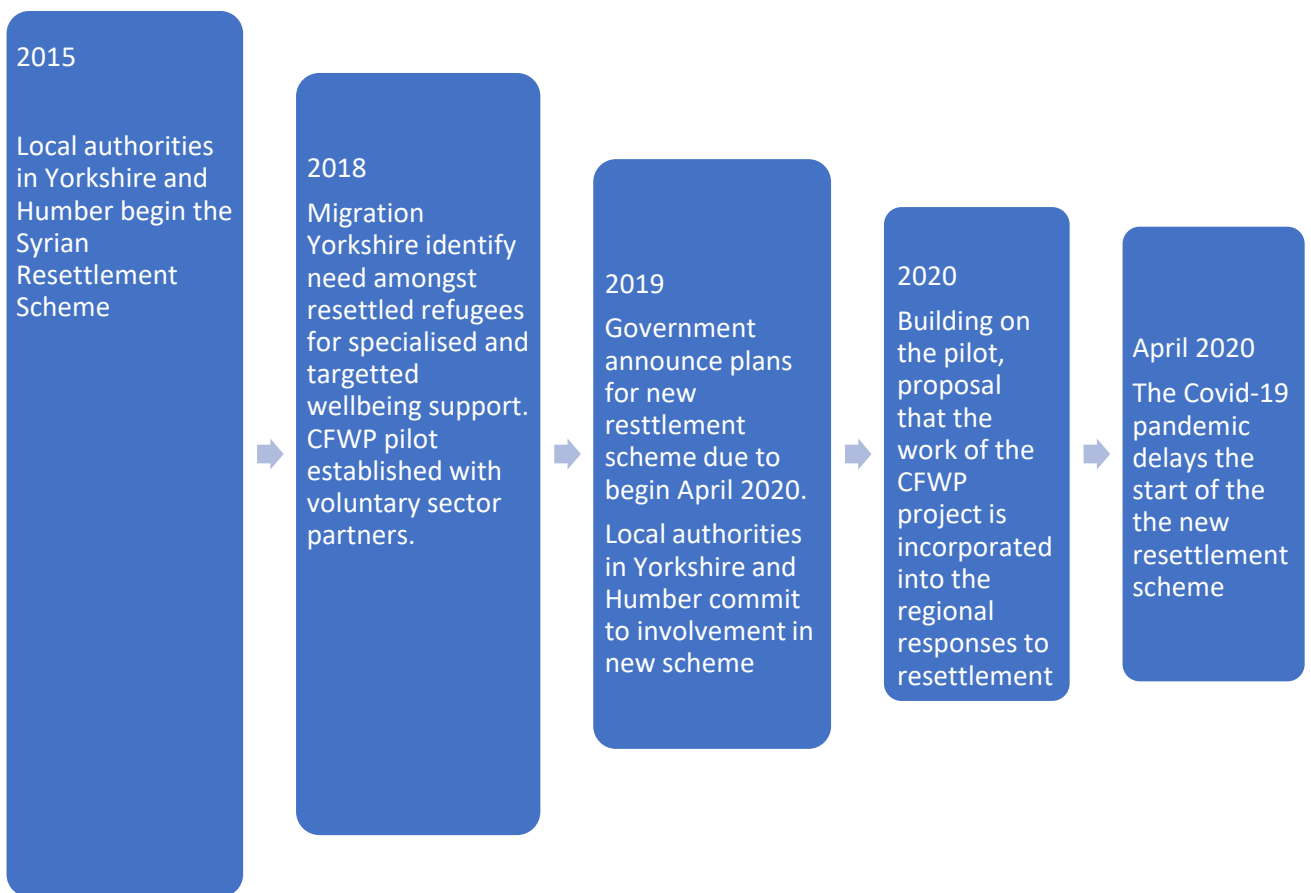 2015
Local authorities
in Yorkshire and
Humber begin the
Syrian
Resettlement
Scheme
2018
Migration
Yorkshire identify
need amongst
resettled refugees
for specialised and
targetted
wellbeing support.
CFWP pilot
established with
voluntary sector
partners.
2019
Government
announce plans
for new
resttlement
scheme due to
begin April 2020.
Local authorities
in Yorkshire and
Humber commit
to involvement in
new scheme
2020
Building on
the pilot,
proposal
that the
work of the
CFWP
project is
incorporated
into the
regional
responses to
resettlement
April 2020
The Covid-19
pandemic
delays the
start of the
the new
resettlement
scheme